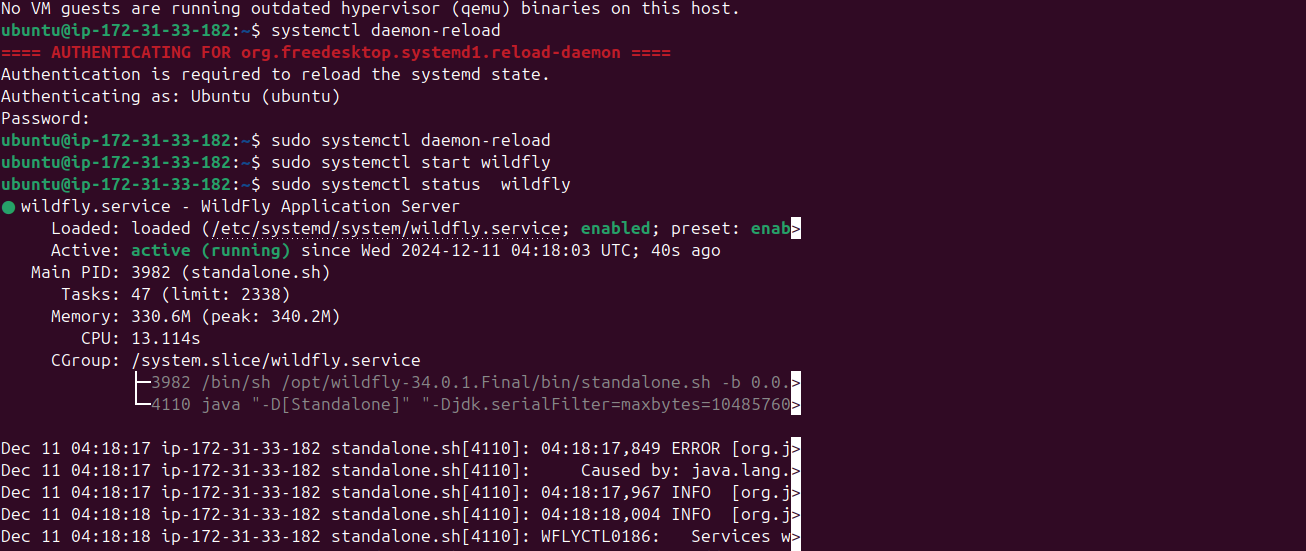 No VM guests are running outdated hypervisor (qemu) binaries on this host.
ubuntu@ip-172-31-33-182:~$ systemctl daemon-reload
==== AUTHENTICATING FOR org.freedesktop.systemd1.reload-daemon ====
Authentication is required to reload the systemd state.
Authenticating as: Ubuntu (ubuntu)
Password:
ubuntu@ip-172-31-33-182:~$ sudo systemctl daemon-reload
ubuntu@ip-172-31-33-182:~$ sudo systemctl start wildfly
ubuntu@ip-172-31-33-182:~$ sudo systemctl status  wildfly
● wildfly.service - WildFly Application Server
     Loaded: loaded (/etc/systemd/system/wildfly.service; enabled; preset: enab>
     Active: active (running) since Wed 2024-12-11 04:18:03 UTC; 40s ago
   Main PID: 3982 (standalone.sh)
      Tasks: 47 (limit: 2338)
     Memory: 330.6M (peak: 340.2M)
        CPU: 13.114s
     CGroup: /system.slice/wildfly.service
             ├─3982 /bin/sh /opt/wildfly-34.0.1.Final/bin/standalone.sh -b 0.0.>
             └─4110 java "-D[Standalone]" "-Djdk.serialFilter=maxbytes=10485760>
Dec 11 04:18:17 ip-172-31-33-182 standalone.sh[4110]: 04:18:17,849 ERROR [org.j>
Dec 11 04:18:17 ip-172-31-33-182 standalone.sh[4110]:     Caused by: java.lang.>
Dec 11 04:18:17 ip-172-31-33-182 standalone.sh[4110]: 04:18:17,967 INFO  [org.j>
Dec 11 04:18:18 ip-172-31-33-182 standalone.sh[4110]: 04:18:18,004 INFO  [org.j>
Dec 11 04:18:18 ip-172-31-33-182 standalone.sh[4110]: WFLYCTL0186:   Services w>